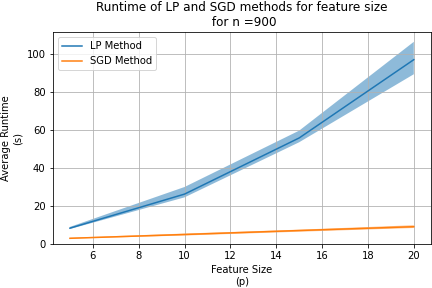 Runtime of LP and SGD methods for feature size
for n =900
LP Method
SGD Method
Average Runtime
(s)
100
80
60
40
20
0
6
8
10
12
14
16
18
20
Feature Size
(p)